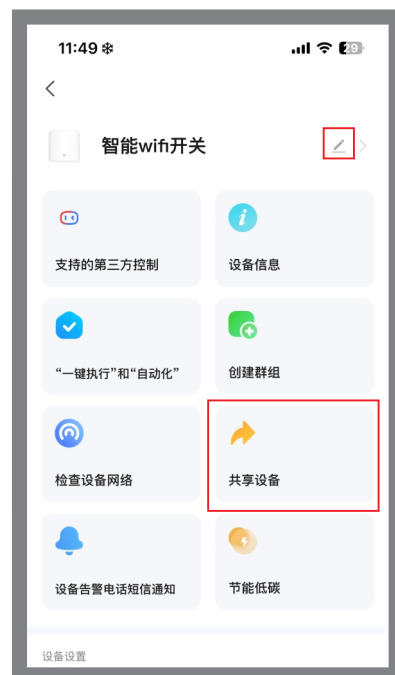 11:49
29
智能wifi开关
支持的第三方控制
设备信息
“一键执行”和“自动化”
创建群组
检查设备网络
共享设备
设备告警电话短信通知
节能低碳
设备设置